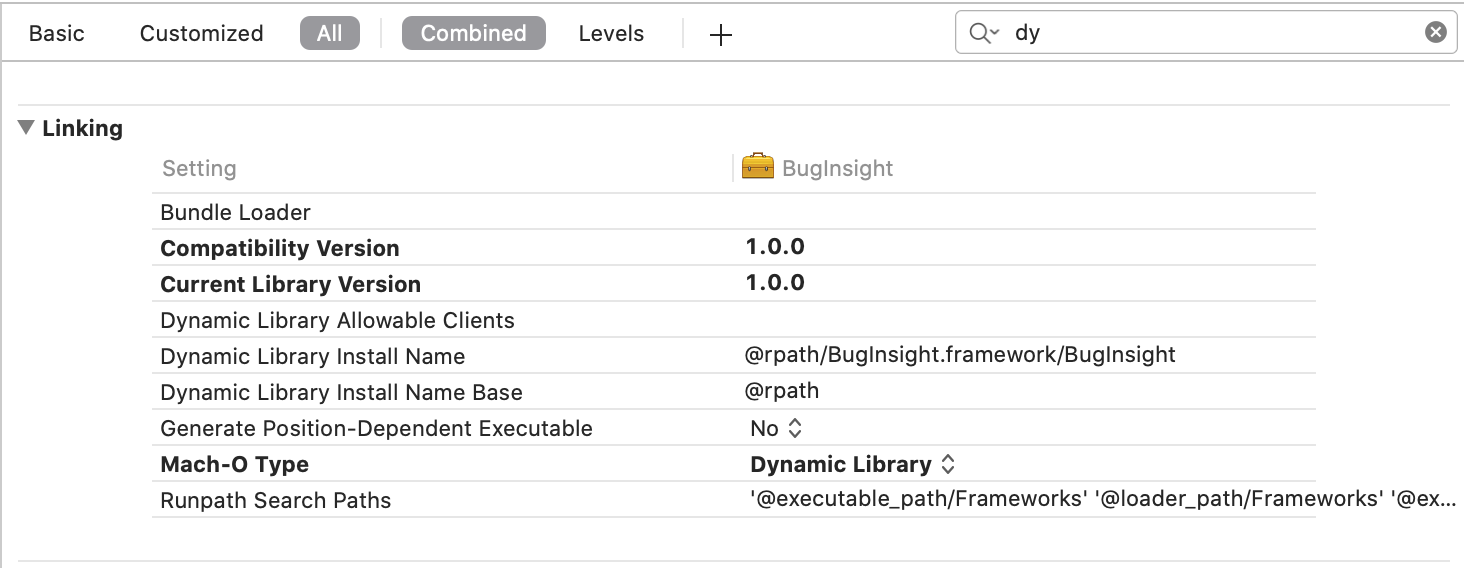 Basic Customized All Combined Levels + dy
Linking
Setting BugInsight
Bundle Loader
Compatibility Version 1.0.0
Current Library Version 1.0.0
Dynamic Library Allowable Clients
Dynamic Library Install Name @rpath/BugInsight.framework/BugInsight
Dynamic Library Install Name Base @rpath
Generate Position-Dependent Executable No
Mach-O Type Dynamic Library
Runpath Search Paths '@executable_path/Frameworks' '@loader_path/Frameworks' '@ex...